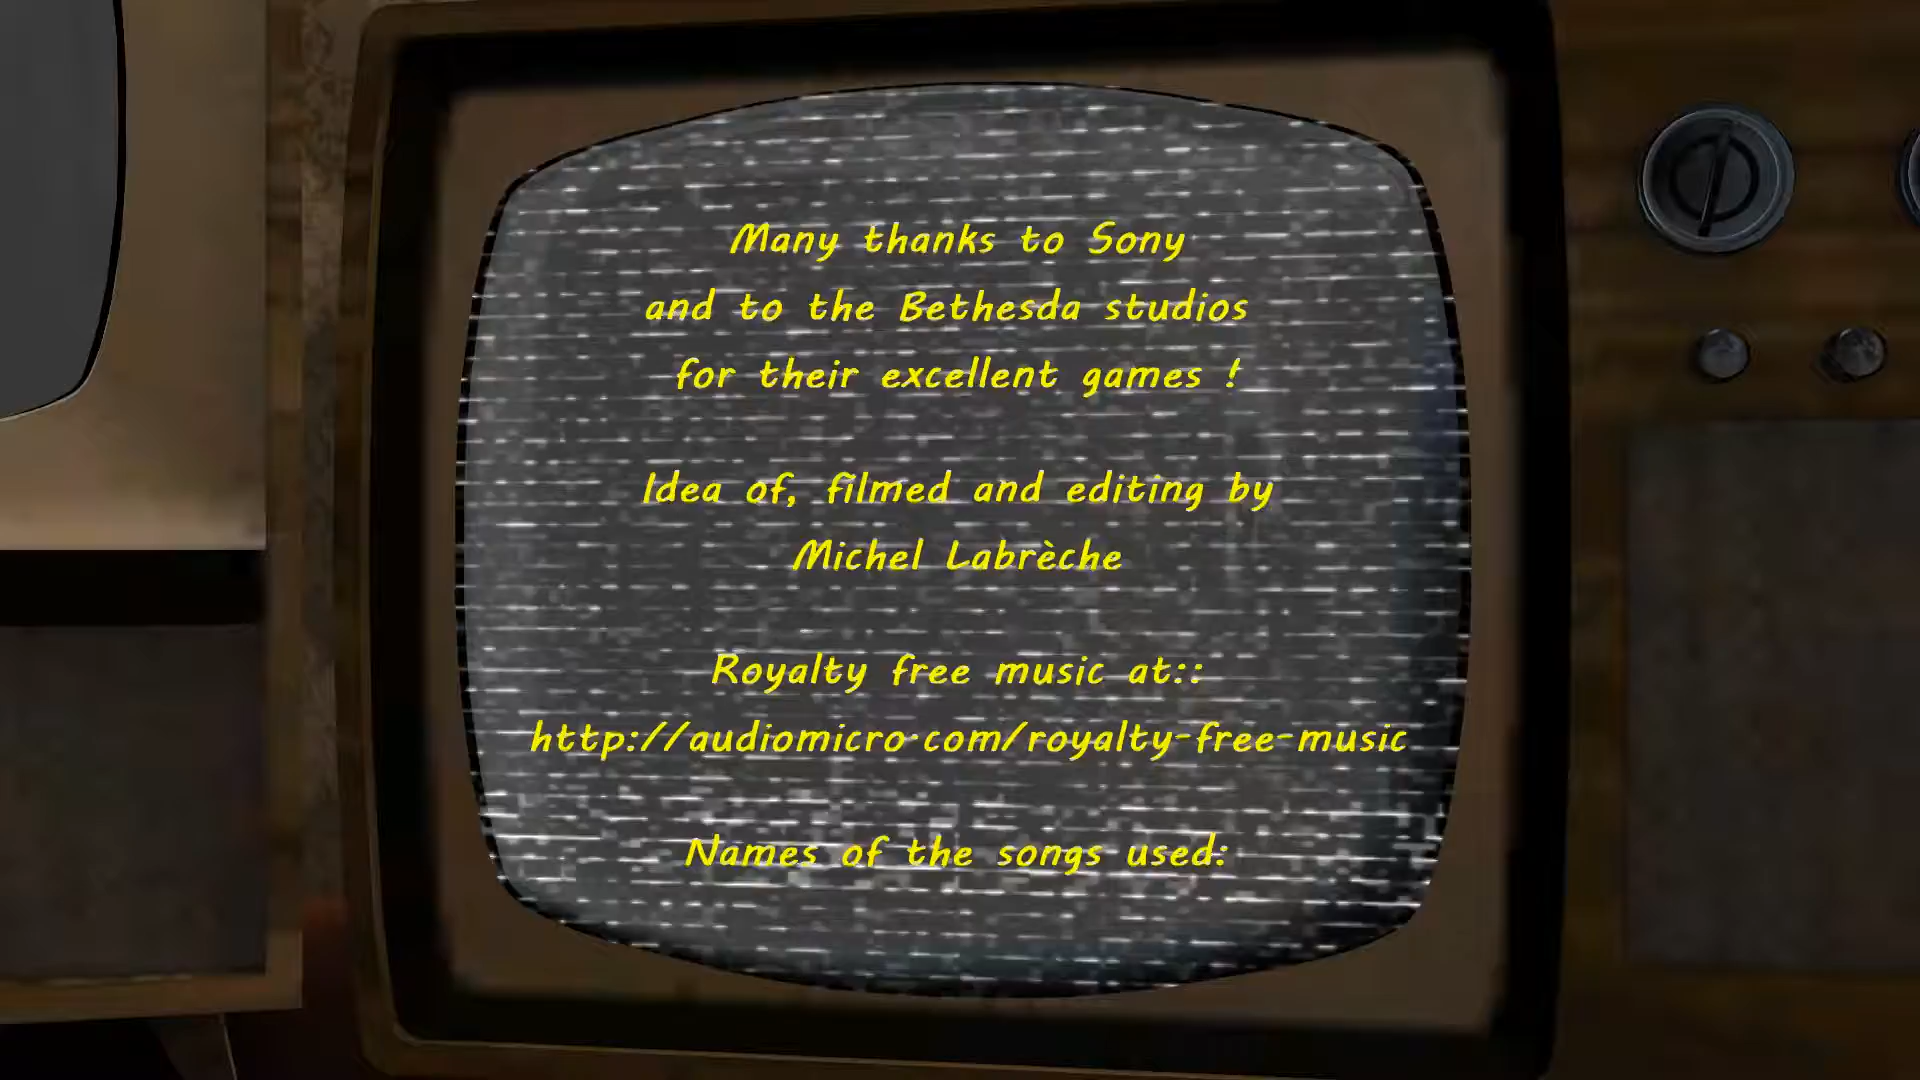 Many thanks to Sony
and to the Bethesda studios
for their excellent games !
Idea of, filmed and editing by
Michel Labrèche
Royalty free music at::
http://audiomicro.com/royalty-free-music
Names of the songs used: